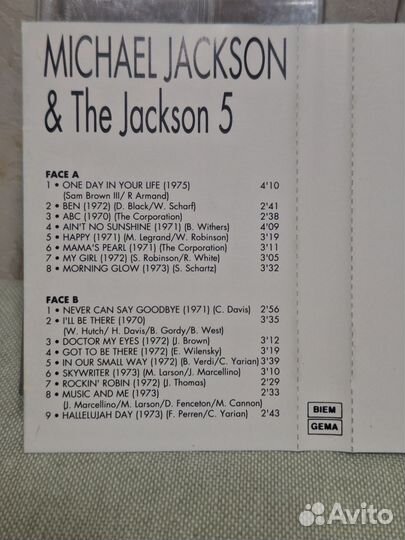 MICHAEL JACKSON
& The Jackson 5
FACE A
1 • ONE DAY IN YOUR LIFE (1975) 4'10
(Sam Brown III/ R Armand)
2 • BEN (1972) (D. Black/W. Scharf) 2'41
3 • ABC (1970) (The Corporation) 2'38
4 • AIN'T NO SUNSHINE (1971) (B. Withers) 4'09
5 • HAPPY (1971) (M. Legrand/W. Robinson) 3'19
6 • MAMA'S PEARL (1971) (The Corporation) 3'11
7 • MY GIRL (1972) (S. Robinson/R. White) 3'05
8 • MORNING GLOW (1973) (S. Schartz) 3'32
FACE B
1 • NEVER CAN SAY GOODBYE (1971) (C. Davis) 2'56
2 • I'LL BE THERE (1970) 3'35
(W. Hutch/ H. Davis/B. Gordy/B. West)
3 • DOCTOR MY EYES (1972) (J. Brown) 3'12
4 • GOT TO BE THERE (1972) (E. Wilensky) 3'19
5 • IN OUR SMALL WAY (1972) (B. Verdi/C. Yarian) 3'39
6 • SKYWRITER (1973) (M. Larson/J. Marcellino) 3'10
7 • ROCKIN' ROBIN (1972) (J. Thomas) 2'29
8 • MUSIC AND ME (1973) 2'33
(J. Marcellino/M. Larson/D. Fenceton/M. Cannon)
9 • HALLELUJAH DAY (1973) (F. Perren/C. Yarian) 2'43
BIEM
GEMA
Avito